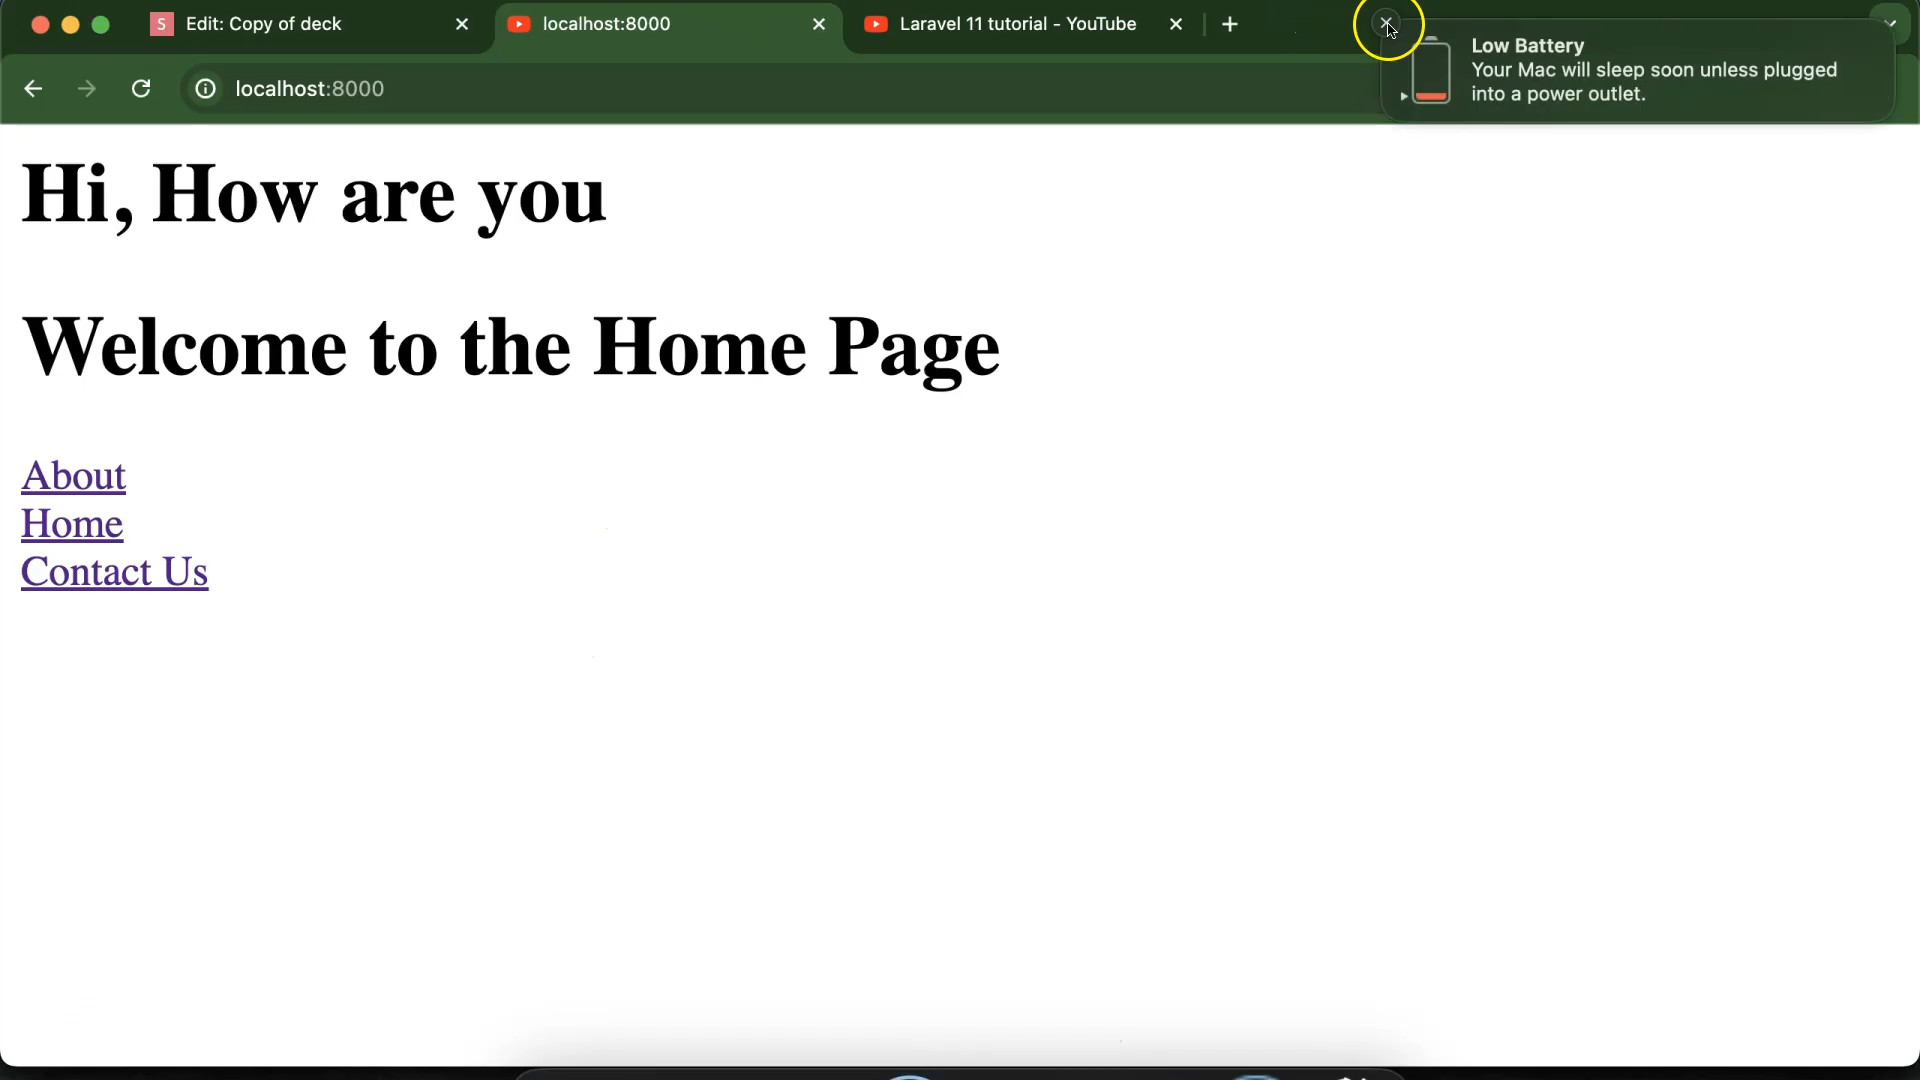 S Edit: Copy of deck
localhost:8000
Laravel 11 tutorial - YouTube
localhost:8000
Low Battery
Your Mac will sleep soon unless plugged
into a power outlet.
Hi, How are you
Welcome to the Home Page
About
Home
Contact Us